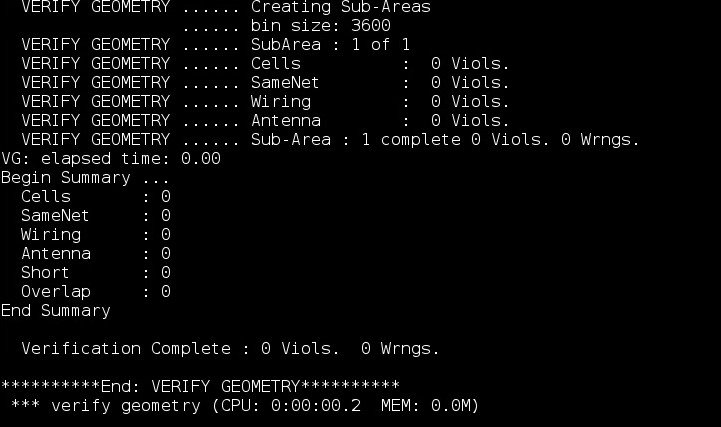 VERIFY GEOMETRY ...... Creating Sub-Areas
...... bin size: 3600
VERIFY GEOMETRY ...... SubArea : 1 of 1
VERIFY GEOMETRY ...... Cells          :  0 Viols.
VERIFY GEOMETRY ...... SameNet        :  0 Viols.
VERIFY GEOMETRY ...... Wiring         :  0 Viols.
VERIFY GEOMETRY ...... Antenna        :  0 Viols.
VERIFY GEOMETRY ...... Sub-Area : 1 complete 0 Viols. 0 Wrngs.
VG: elapsed time: 0.00
Begin Summary ...
Cells       : 0
SameNet     : 0
Wiring      : 0
Antenna     : 0
Short       : 0
Overlap     : 0
End Summary
Verification Complete : 0 Viols.  0 Wrngs.
**********End: VERIFY GEOMETRY**********
*** verify geometry (CPU: 0:00:00.2  MEM: 0.0M)